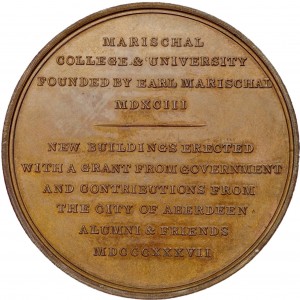 MARISCHAL
COLLEGE & UNIVERSITY
FOUNDED BY EARL MARISCHAL
MDXCIII
NEW BUILDINGS ERECTED
WITH A GRANT FROM GOVERNMENT
AND CONTRIBUTIONS FROM
THE CITY OF ABERDEEN
ALUMNI & FRIENDS
MDCCCXXXVII